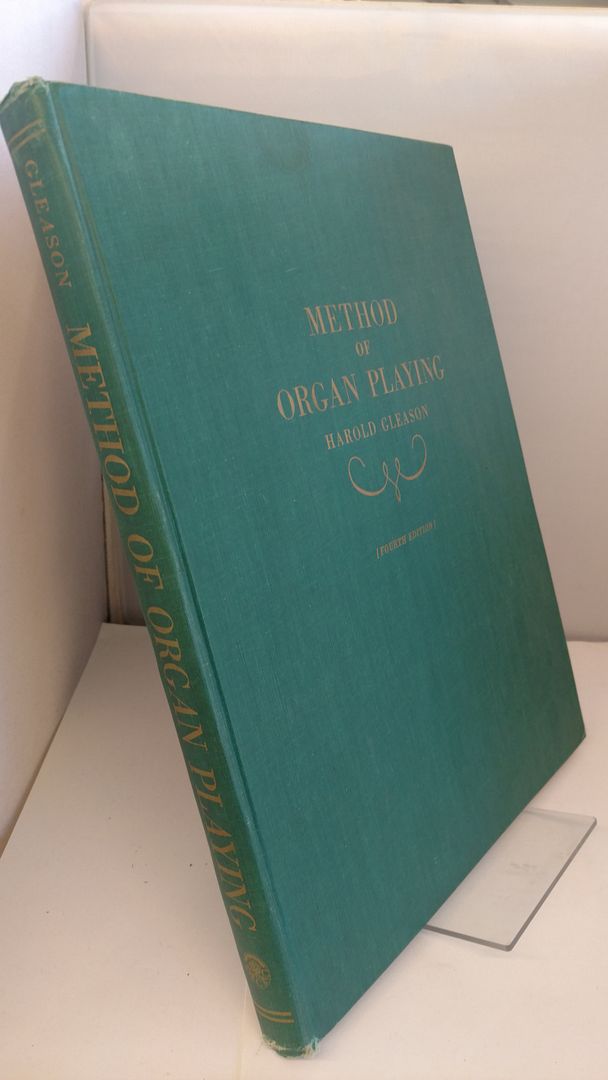 GLEASON METHOD OF ORGAN PLAYING
METHOD
OF
ORGAN PLAYING
HAROLD GLEASON
[FOURTH EDITION]